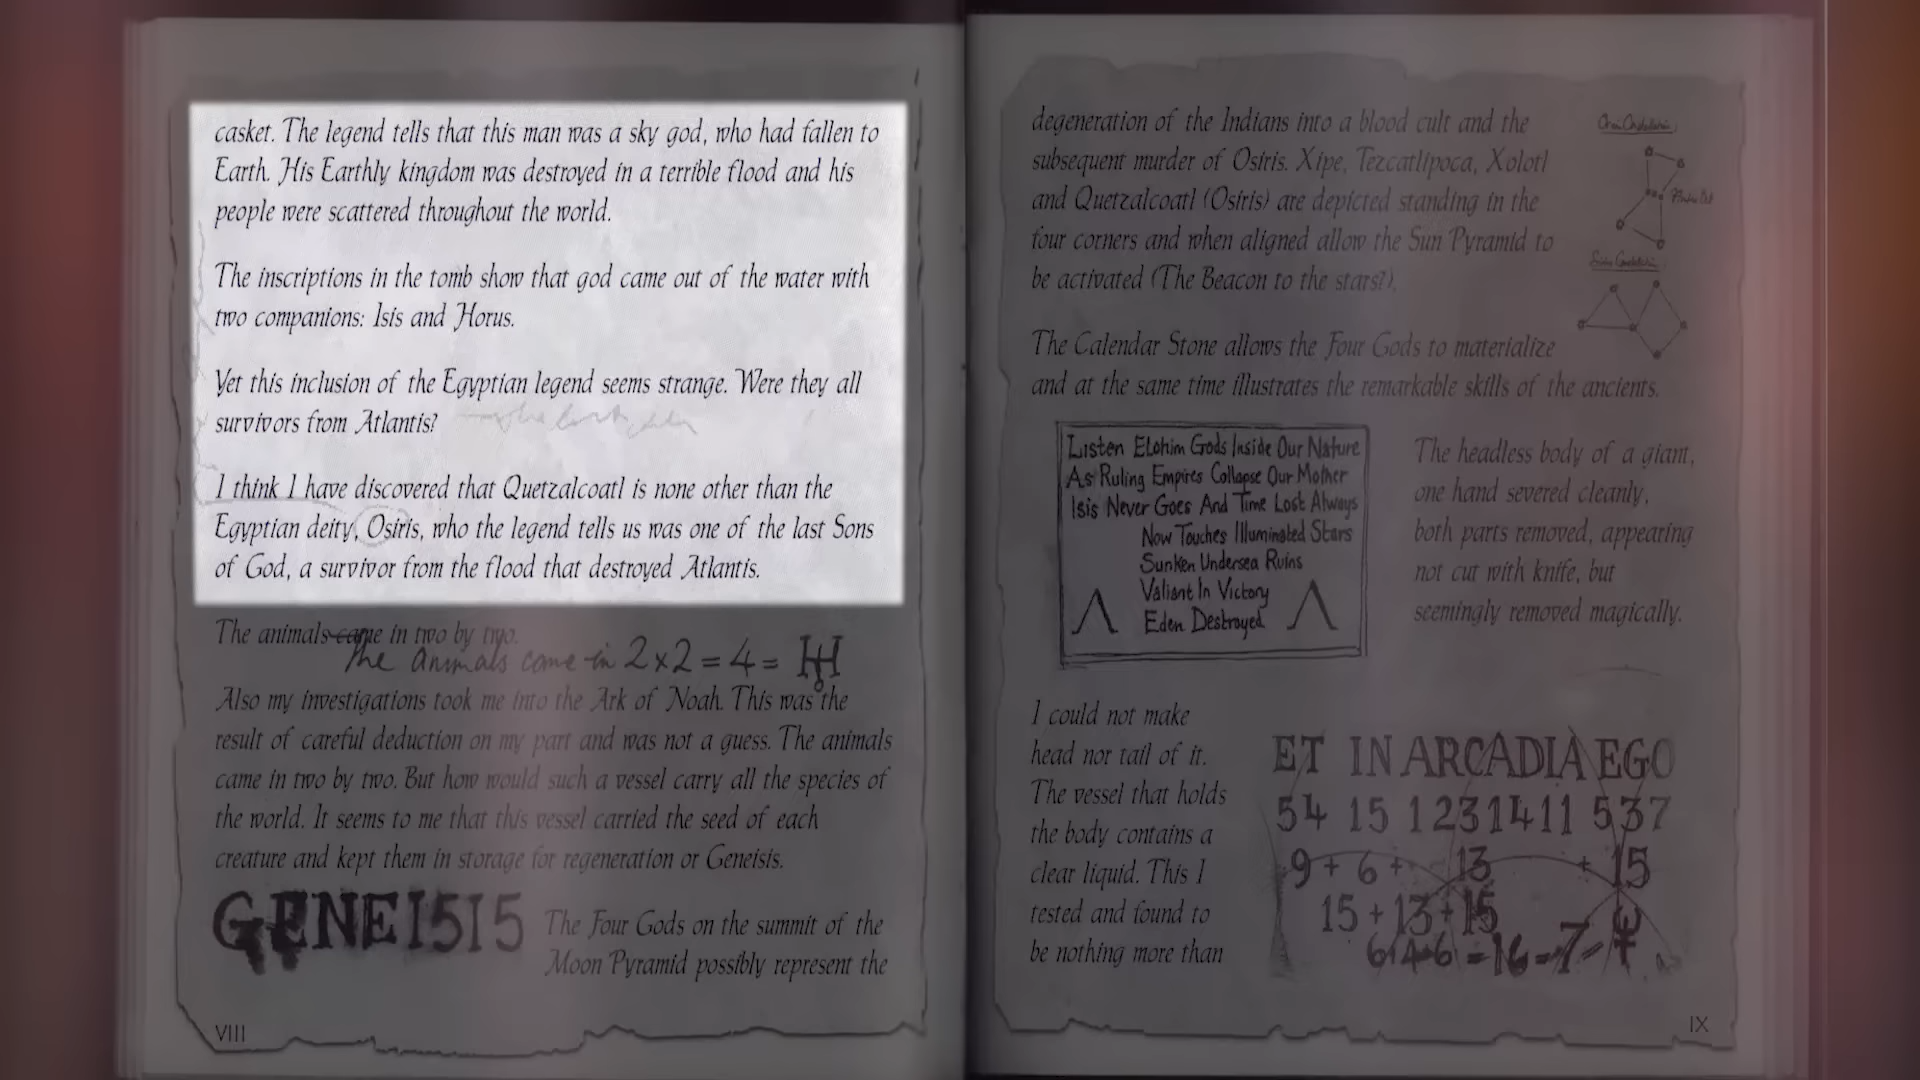 casket. The legend tells that this man was a sky god, who had fallen to
Earth. His Earthly kingdom was destroyed in a terrible flood and his
people were scattered throughout the world.
The inscriptions in the tomb show that god came out of the water with
two companions: Isis and Horus.
Yet this inclusion of the Egyptian legend seems strange. Were they all
survivors from Atlantis?
I think I have discovered that Quetzalcoatl is none other than the
Egyptian deity, Osiris, who the legend tells us was one of the last Sons
of God, a survivor from the flood that destroyed Atlantis.
The animals came in two by two.
The animals come in 2 x 2 = 4 =
Also my investigations took me into the Ark of Noah. This was the
result of careful deduction on my part and was not a guess. The animals
came in two by two. But how would such a vessel carry all the species of
the world. It seems to me that this vessel carried the seed of each
creature and kept them in storage for regeneration or Geneisis.
GENEI5I5
The Four Gods on the summit of the
Moon Pyramid possibly represent the
VIII
degeneration of the Indians into a blood cult and the
subsequent murder of Osiris. Xipe, Tezcatlipoca, Xolotl
and Quetzalcoatl (Osiris) are depicted standing in the
four corners and when aligned allow the Sun Pyramid to
be activated (The Beacon to the stars?).
The Calendar Stone allows the Four Gods to materialize
and at the same time illustrates the remarkable skills of the ancients.
Listen ELohim Gods Inside Our Nature
As Ruling Empires Collapse Our Mother
Isis Never Goes And Time Lost Always
Now Touches Illuminated Stars
Sunken Undersea Ruins
Valiant In Victory
Eden Destroyed
The headless body of a giant,
one hand severed cleanly,
both parts removed, appearing
not cut with knife, but
seemingly removed magically.
I could not make
head nor tail of it.
The vessel that holds
the body contains a
clear liquid. This I
tested and found to
be nothing more than
ET IN ARCADIA EGO
54 15 1231411 537
9 + 6 + 13 + 15
15 + 13 + 15
6+4+6 = 16 = 7 =
IX